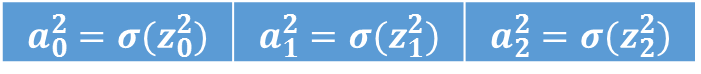 a₀² = σ(z₀²) a₁² = σ(z₁²) a₂² = σ(z₂²)